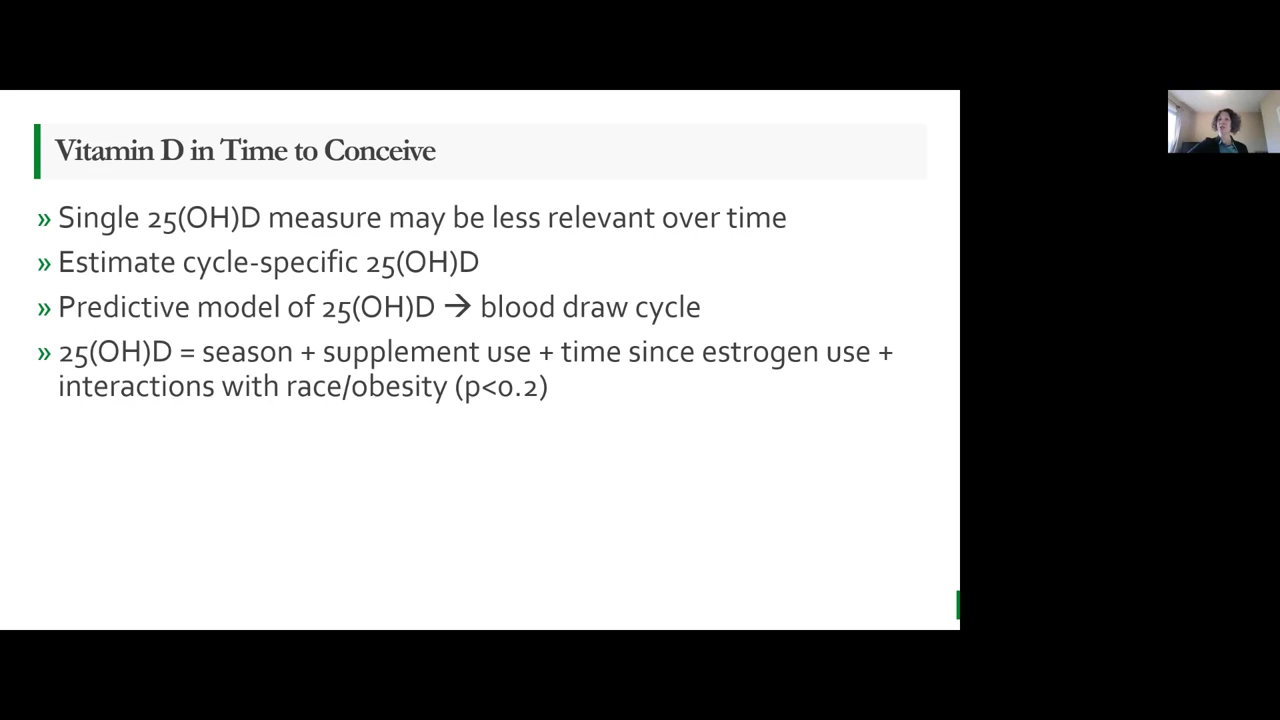 Vitamin D in Time to Conceive
» Single 25(OH)D measure may be less relevant over time
» Estimate cycle-specific 25(OH)D
» Predictive model of 25(OH)D → blood draw cycle
» 25(OH)D = season + supplement use + time since estrogen use +
interactions with race/obesity (p<0.2)